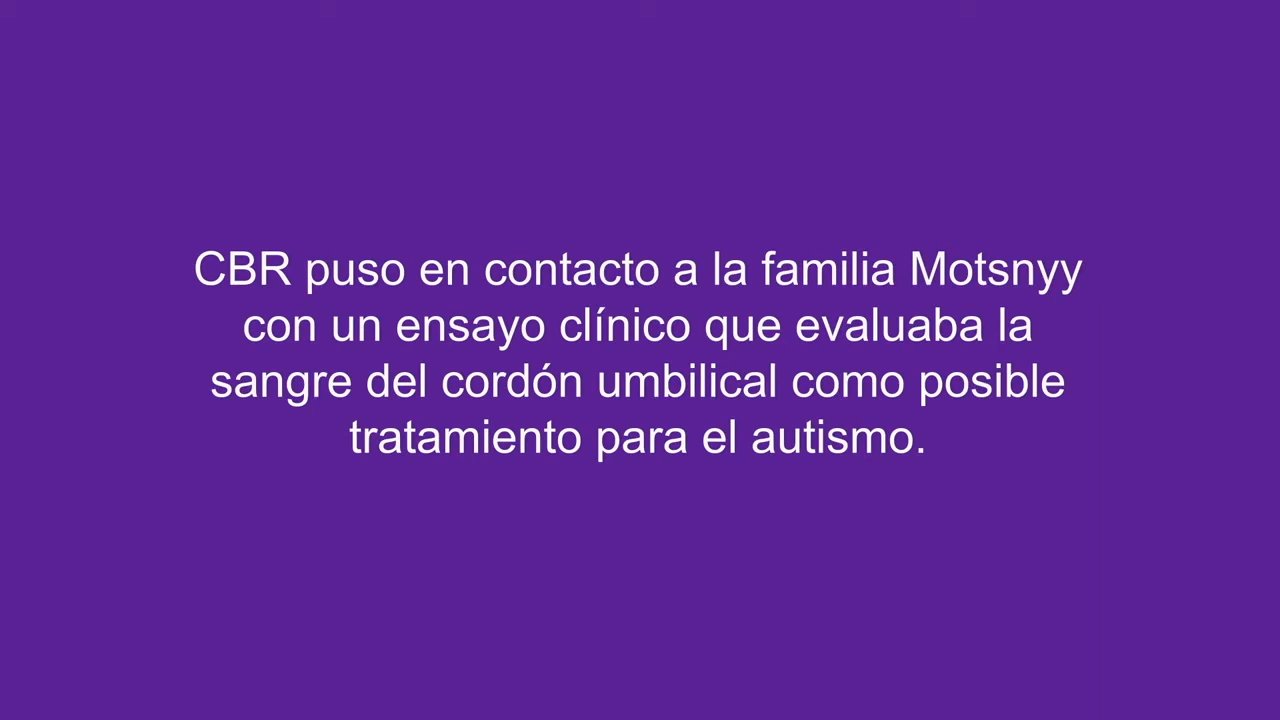 CBR puso en contacto a la familia Motsnyy
con un ensayo clínico que evaluaba la
sangre del cordón umbilical como posible
tratamiento para el autismo.